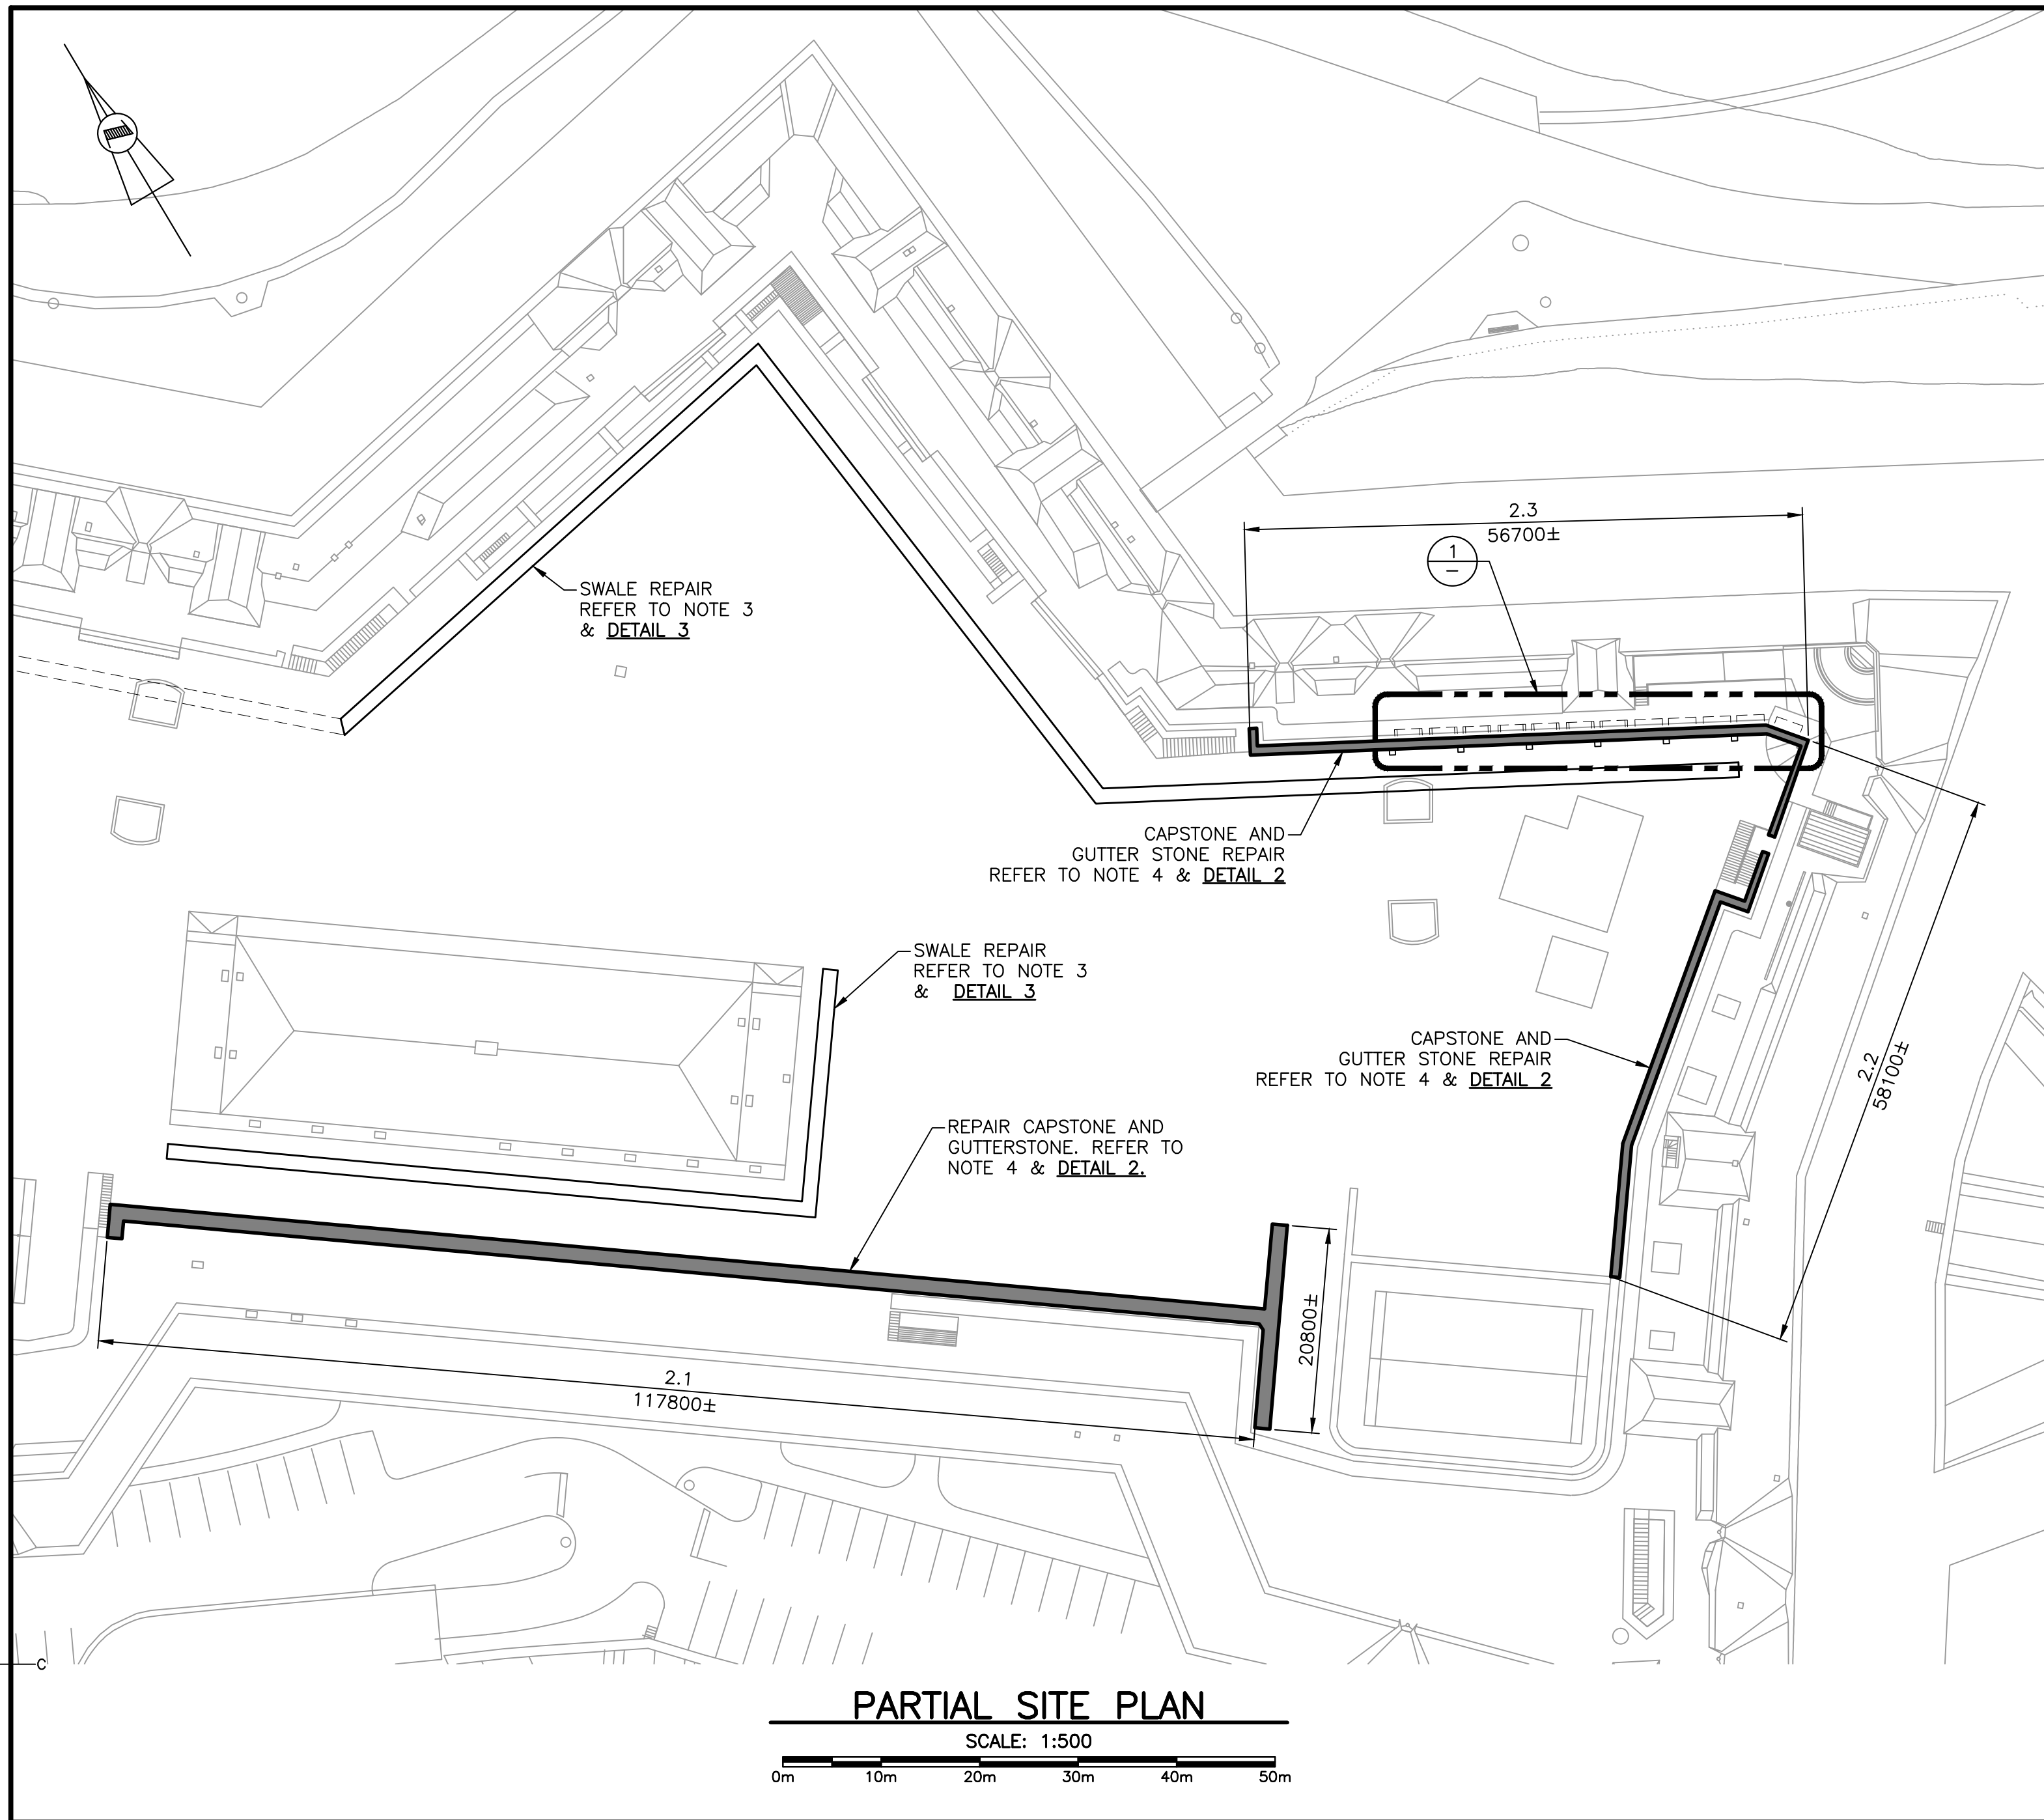 2.3
56700±
1
–
SWALE REPAIR
REFER TO NOTE 3
& DETAIL 3
CAPSTONE AND
GUTTER STONE REPAIR
REFER TO NOTE 4 & DETAIL 2
SWALE REPAIR
REFER TO NOTE 3
& DETAIL 3
CAPSTONE AND
GUTTER STONE REPAIR
REFER TO NOTE 4 & DETAIL 2
2.2
58100±
REPAIR CAPSTONE AND
GUTTERSTONE. REFER TO
NOTE 4 & DETAIL 2.
20800±
2.1
117800±
C
PARTIAL SITE PLAN
SCALE: 1:500
0m 10m 20m 30m 40m 50m